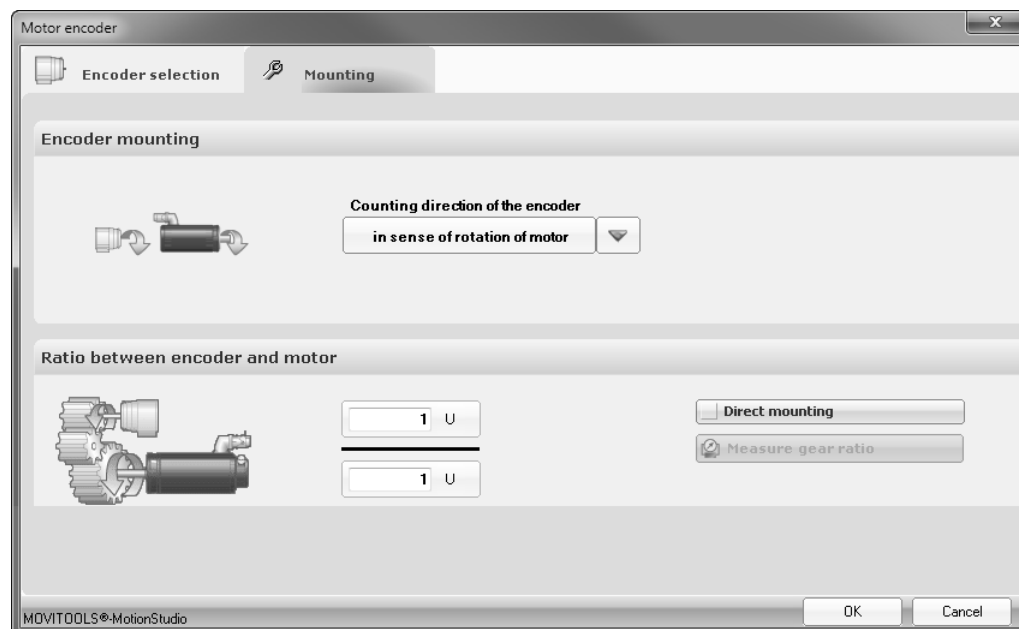 Motor encoder
x
Encoder selection
Mounting
Encoder mounting
Counting direction of the encoder
in sense of rotation of motor
Ratio between encoder and motor
1 U
Direct mounting
Measure gear ratio
1 U
MOVITOOLS®-MotionStudio
OK
Cancel